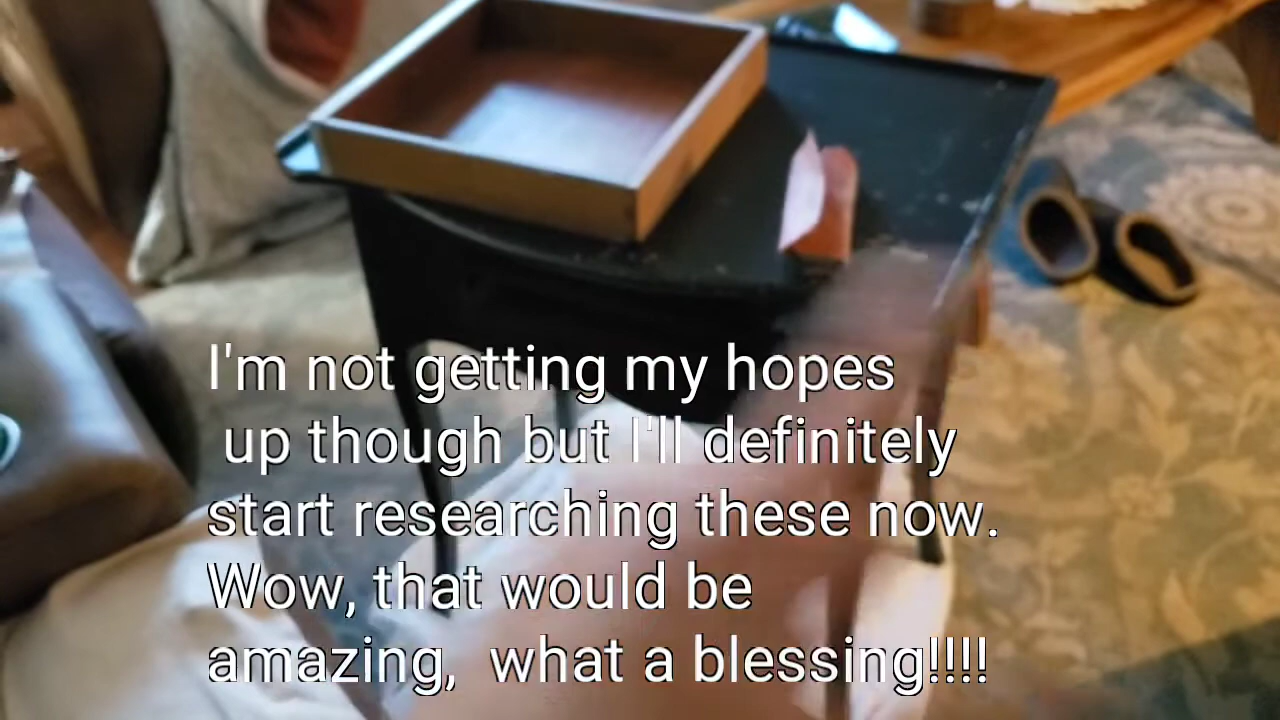 I'm not getting my hopes
up though but I'll definitely
start researching these now.
Wow, that would be
amazing,  what a blessing!!!!